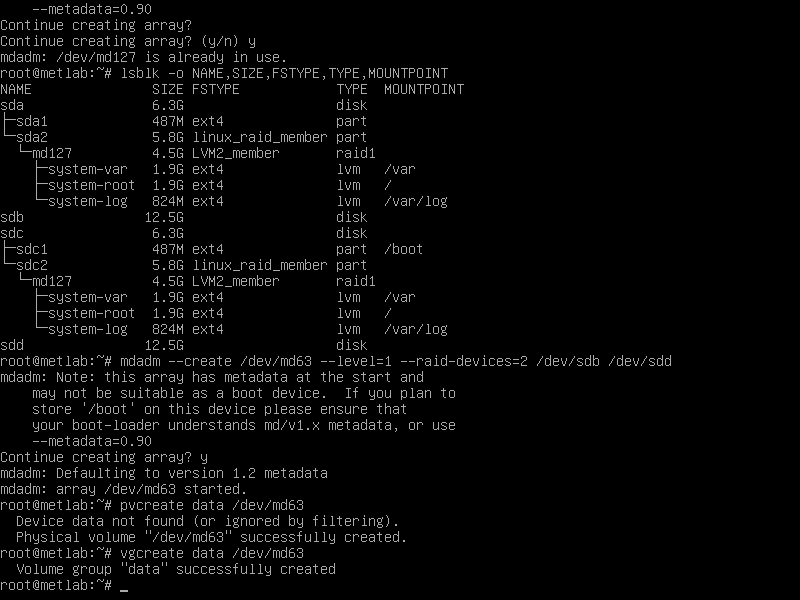 --metadata=0.90
Continue creating array?
Continue creating array? (y/n) y
mdadm: /dev/md127 is already in use.
root@metlab:~# lsblk -o NAME,SIZE,FSTYPE,TYPE,MOUNTPOINT
NAME               SIZE FSTYPE            TYPE  MOUNTPOINT
sda                6.3G                   disk
├─sda1             487M ext4              part
└─sda2             5.8G linux_raid_member part
  └─md127          4.5G LVM2_member       raid1
    ├─system-var   1.9G ext4              lvm   /var
    ├─system-root  1.9G ext4              lvm   /
    └─system-log   824M ext4              lvm   /var/log
sdb               12.5G                   disk
sdc                6.3G                   disk
├─sdc1             487M ext4              part  /boot
└─sdc2             5.8G linux_raid_member part
  └─md127          4.5G LVM2_member       raid1
    ├─system-var   1.9G ext4              lvm   /var
    ├─system-root  1.9G ext4              lvm   /
    └─system-log   824M ext4              lvm   /var/log
sdd               12.5G                   disk
root@metlab:~# mdadm --create /dev/md63 --level=1 --raid-devices=2 /dev/sdb /dev/sdd
mdadm: Note: this array has metadata at the start and
    may not be suitable as a boot device.  If you plan to
    store '/boot' on this device please ensure that
    your boot-loader understands md/v1.x metadata, or use
    --metadata=0.90
Continue creating array? y
mdadm: Defaulting to version 1.2 metadata
mdadm: array /dev/md63 started.
root@metlab:~# pvcreate data /dev/md63
  Device data not found (or ignored by filtering).
  Physical volume "/dev/md63" successfully created.
root@metlab:~# vgcreate data /dev/md63
  Volume group "data" successfully created
root@metlab:~# _